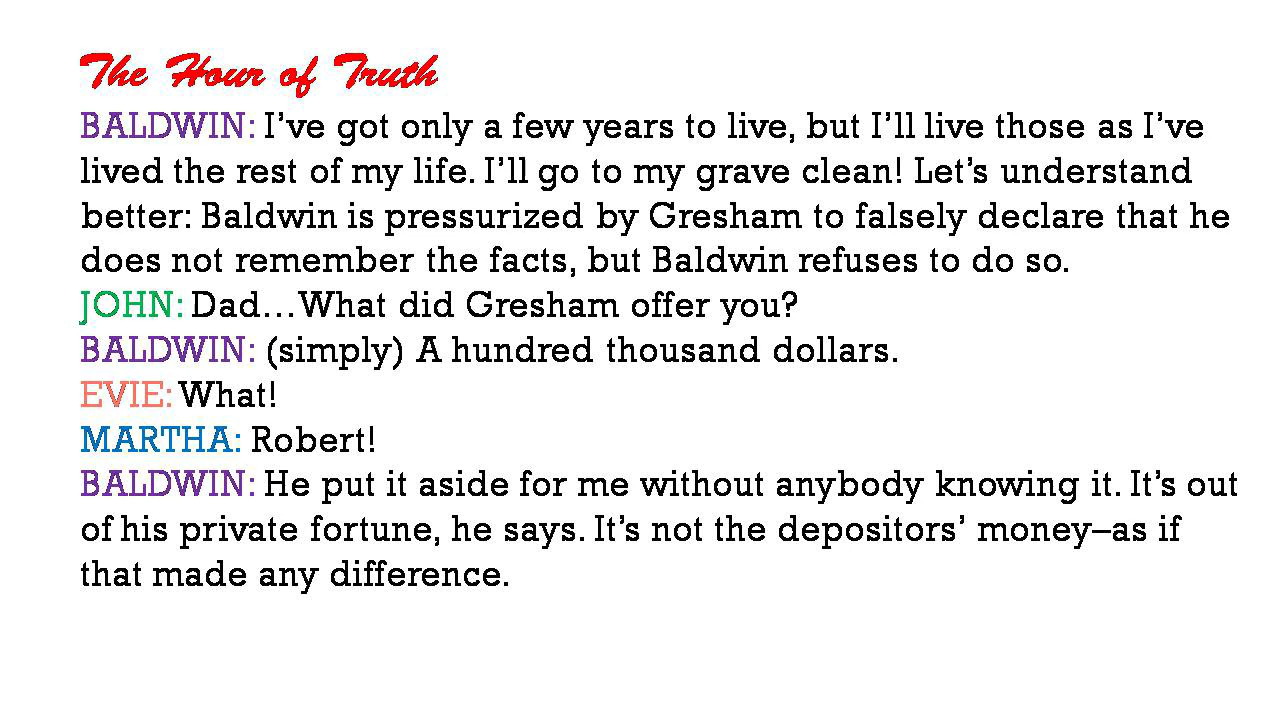 The Hour of Truth
BALDWIN: I’ve got only a few years to live, but I’ll live those as I’ve
lived the rest of my life. I’ll go to my grave clean! Let’s understand
better: Baldwin is pressurized by Gresham to falsely declare that he
does not remember the facts, but Baldwin refuses to do so.
JOHN: Dad…What did Gresham offer you?
BALDWIN: (simply) A hundred thousand dollars.
EVIE: What!
MARTHA: Robert!
BALDWIN: He put it aside for me without anybody knowing it. It’s out
of his private fortune, he says. It’s not the depositors’ money–as if
that made any difference.